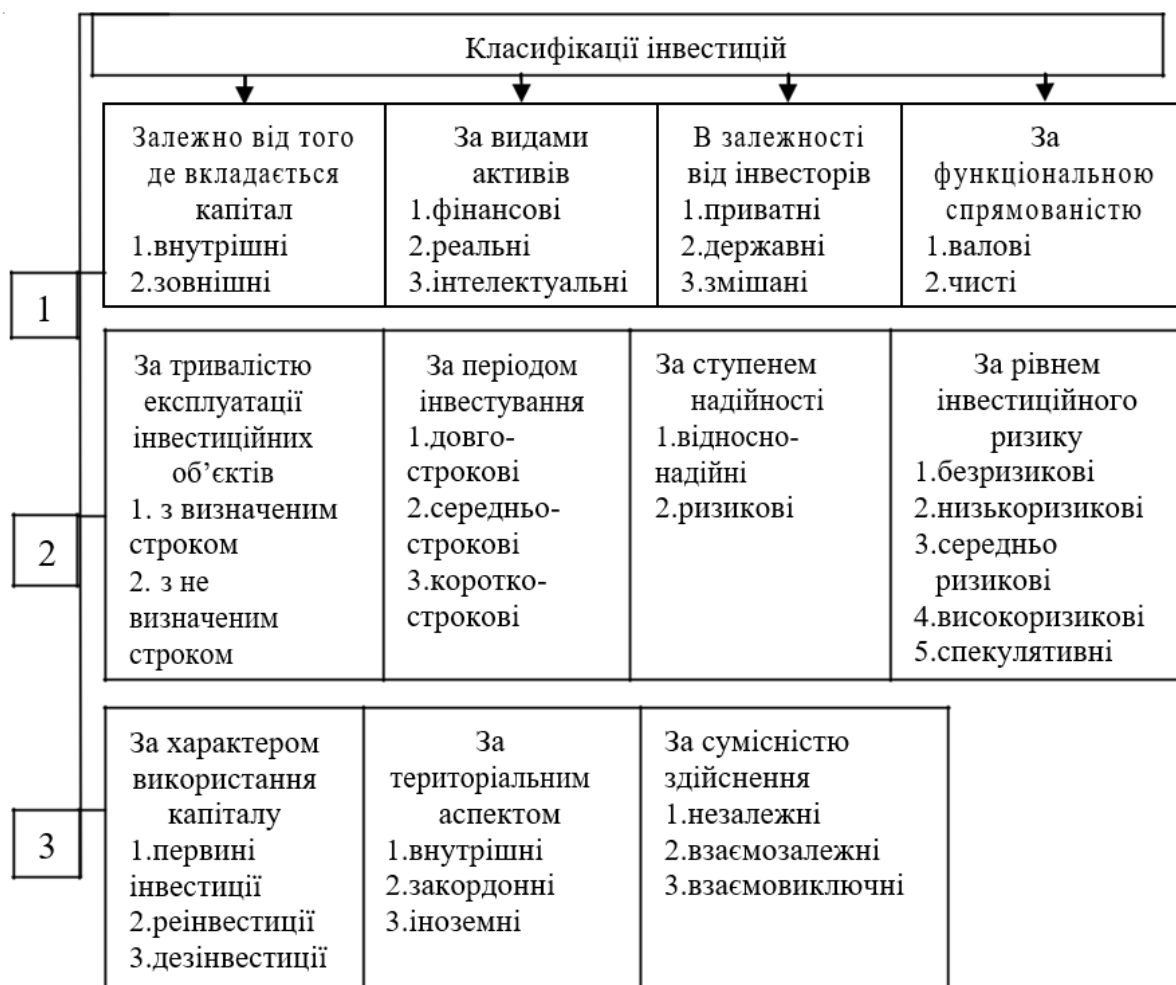 Класифікації інвестицій
Залежно від того
де вкладається
капітал
1.внутрішні
2.зовнішні
За видами
активів
1.фінансові
2.реальні
3.інтелектуальні
В залежності
від інвесторів
1.приватні
2.державні
3.змішані
За
функціональною
спрямованістю
1.валові
2.чисті
1
За тривалістю
експлуатації
інвестиційних
об’єктів
1. з визначеним
строком
2. з не
визначеним
строком
За періодом
інвестування
1.довго-
строкові
2.середньо-
строкові
3.коротко-
строкові
За ступенем
надійності
1.відносно-
надійні
2.ризикові
За рівнем
інвестиційного
ризику
1.безризикові
2.низькоризикові
3.середньо
ризикові
4.високоризикові
5.спекулятивні
2
За характером
використання
капіталу
1.первині
інвестиції
2.реінвестиції
3.дезінвестиції
За
територіальним
аспектом
1.внутрішні
2.закордонні
3.іноземні
За сумісністю
здійснення
1.незалежні
2.взаємозалежні
3.взаємовиключні
3